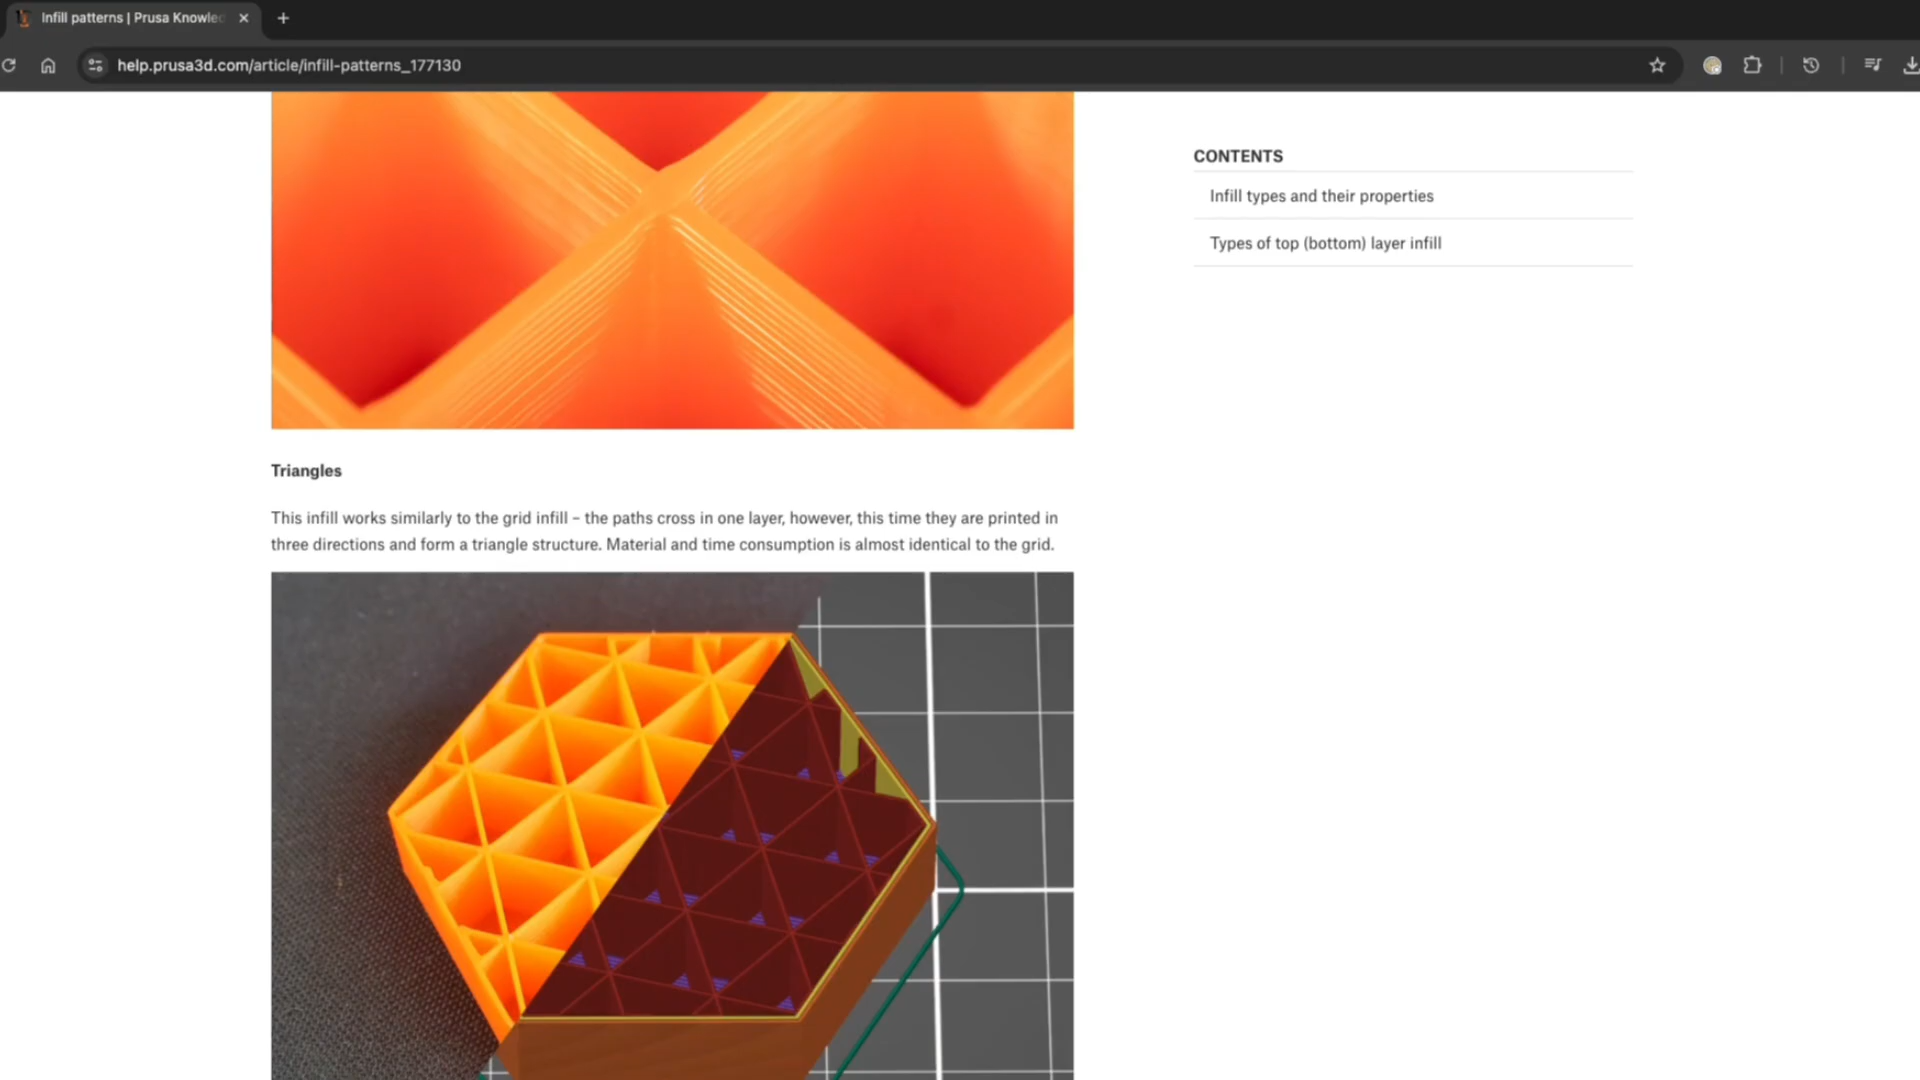 Infill patterns | Prusa Knowled
help.prusa3d.com/article/infill-patterns_177130
CONTENTS
Infill types and their properties
Types of top (bottom) layer infill
Triangles
This infill works similarly to the grid infill – the paths cross in one layer, however, this time they are printed in
three directions and form a triangle structure. Material and time consumption is almost identical to the grid.